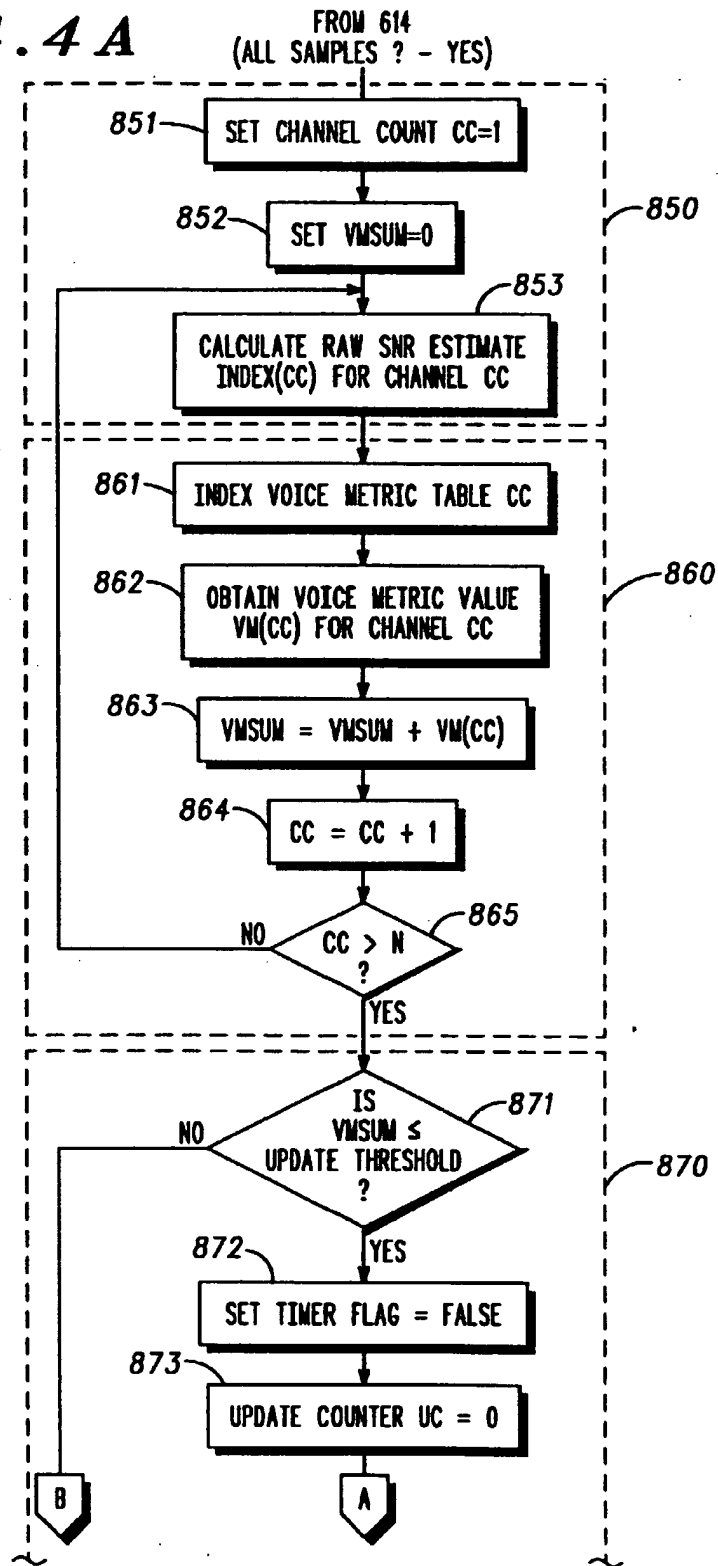 . 4 A
FROM 614
(ALL SAMPLES ? - YES)
851
SET CHANNEL COUNT CC=1
850
852
SET VMSUM=0
853
CALCULATE RAW SNR ESTIMATE
INDEX(CC) FOR CHANNEL CC
861
INDEX VOICE METRIC TABLE CC
860
862
OBTAIN VOICE METRIC VALUE
VM(CC) FOR CHANNEL CC
863
VMSUM = VMSUM + VM(CC)
864
CC = CC + 1
865
NO
CC > N
?
YES
871
IS
VMSUM ≤
UPDATE THRESHOLD
?
NO
870
YES
872
SET TIMER FLAG = FALSE
873
UPDATE COUNTER UC = 0
B
A